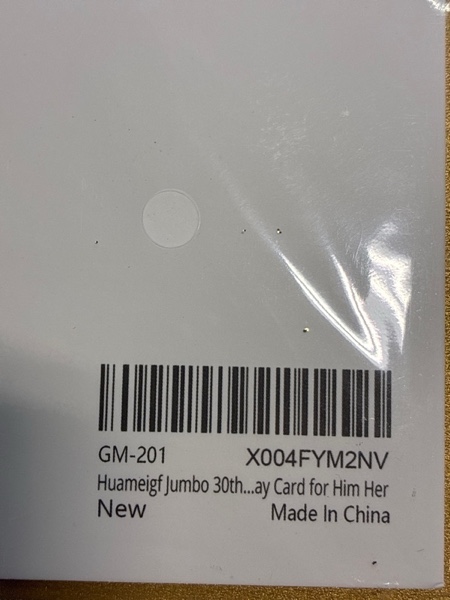 GM-201 X004FYM2NV
Huameigf Jumbo 30th...ay Card for Him Her
New Made In China